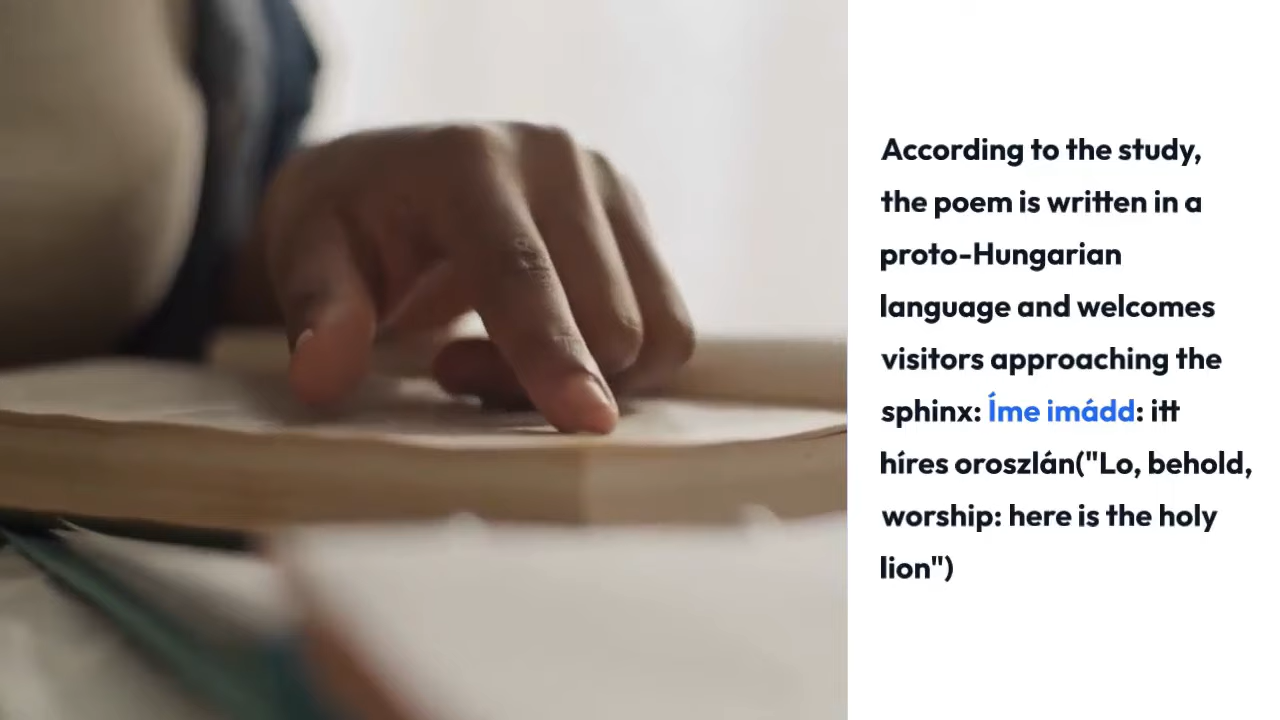 According to the study,
the poem is written in a
proto-Hungarian
language and welcomes
visitors approaching the
sphinx: Íme imádd: itt
híres oroszlán("Lo, behold,
worship: here is the holy
lion")